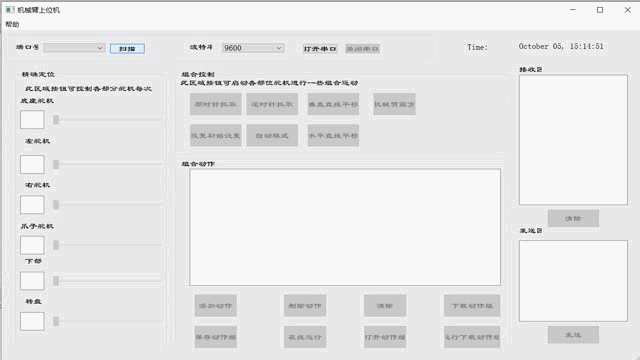 机械臂上位机
帮助
端口号 扫描 波特率 9600 打开串口 关闭串口 Time: October 05, 15:14:51
精确定位
此区域按钮可控制各部分舵机每次
底座舵机
左舵机
右舵机
爪子舵机
下部
转盘
组合控制
此区域按钮可启动各部位舵机进行一些组合运动
顺时针抓取 逆时针抓取 垂直直线平移 机械臂画方
恢复初始设置 自动模式 水平直线平移
组合动作
添加动作 删除动作 清除 下载动作组
保存动作组 在线运行 打开动作组 运行下载动作组
接收区
清除
发送区
发送